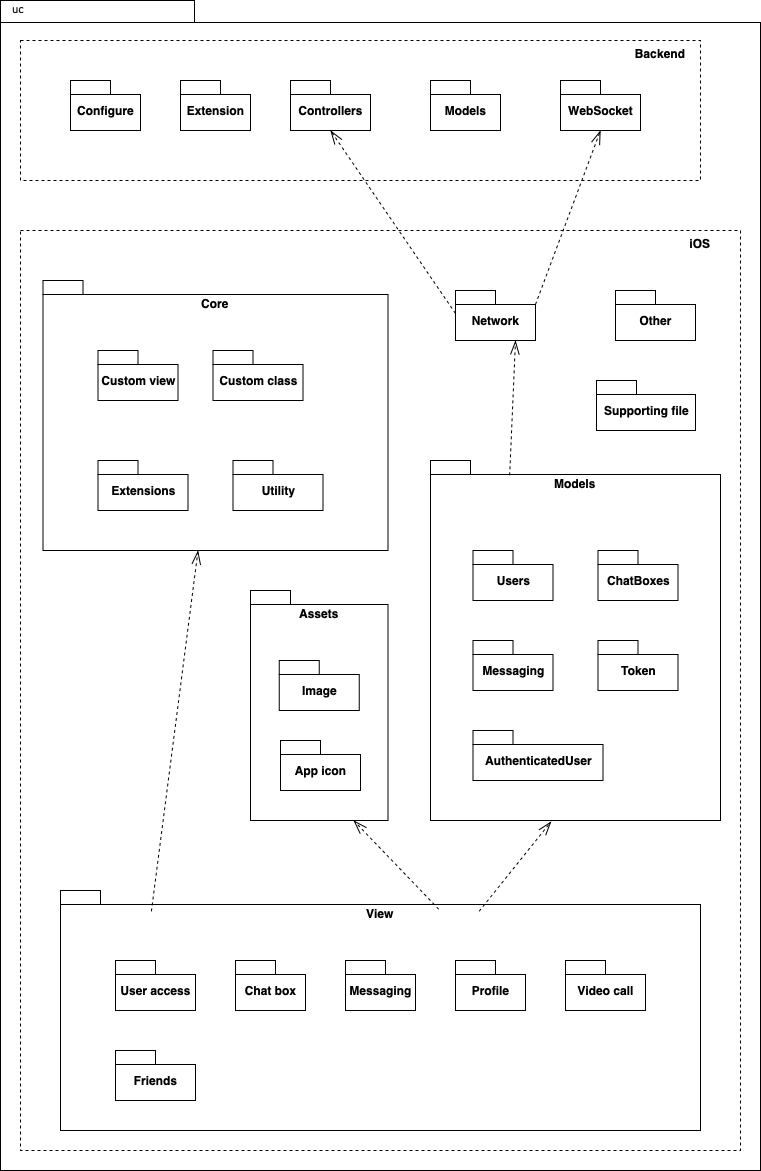 uc
Backend
Configure
Extension
Controllers
Models
WebSocket
iOS
Core
Custom view
Custom class
Extensions
Utility
Network
Other
Supporting file
Models
Users
ChatBoxes
Messaging
Token
AuthenticatedUser
Assets
Image
App icon
View
User access
Chat box
Messaging
Profile
Video call
Friends